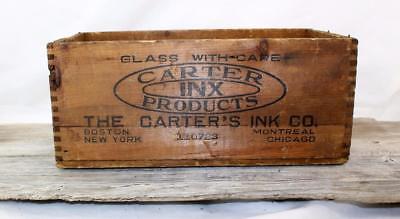 GLASS WITH-CARE
CARTER
INX
PRODUCTS
THE CARTER'S INK CO.
BOSTON MONTREAL
NEW YORK CHICAGO